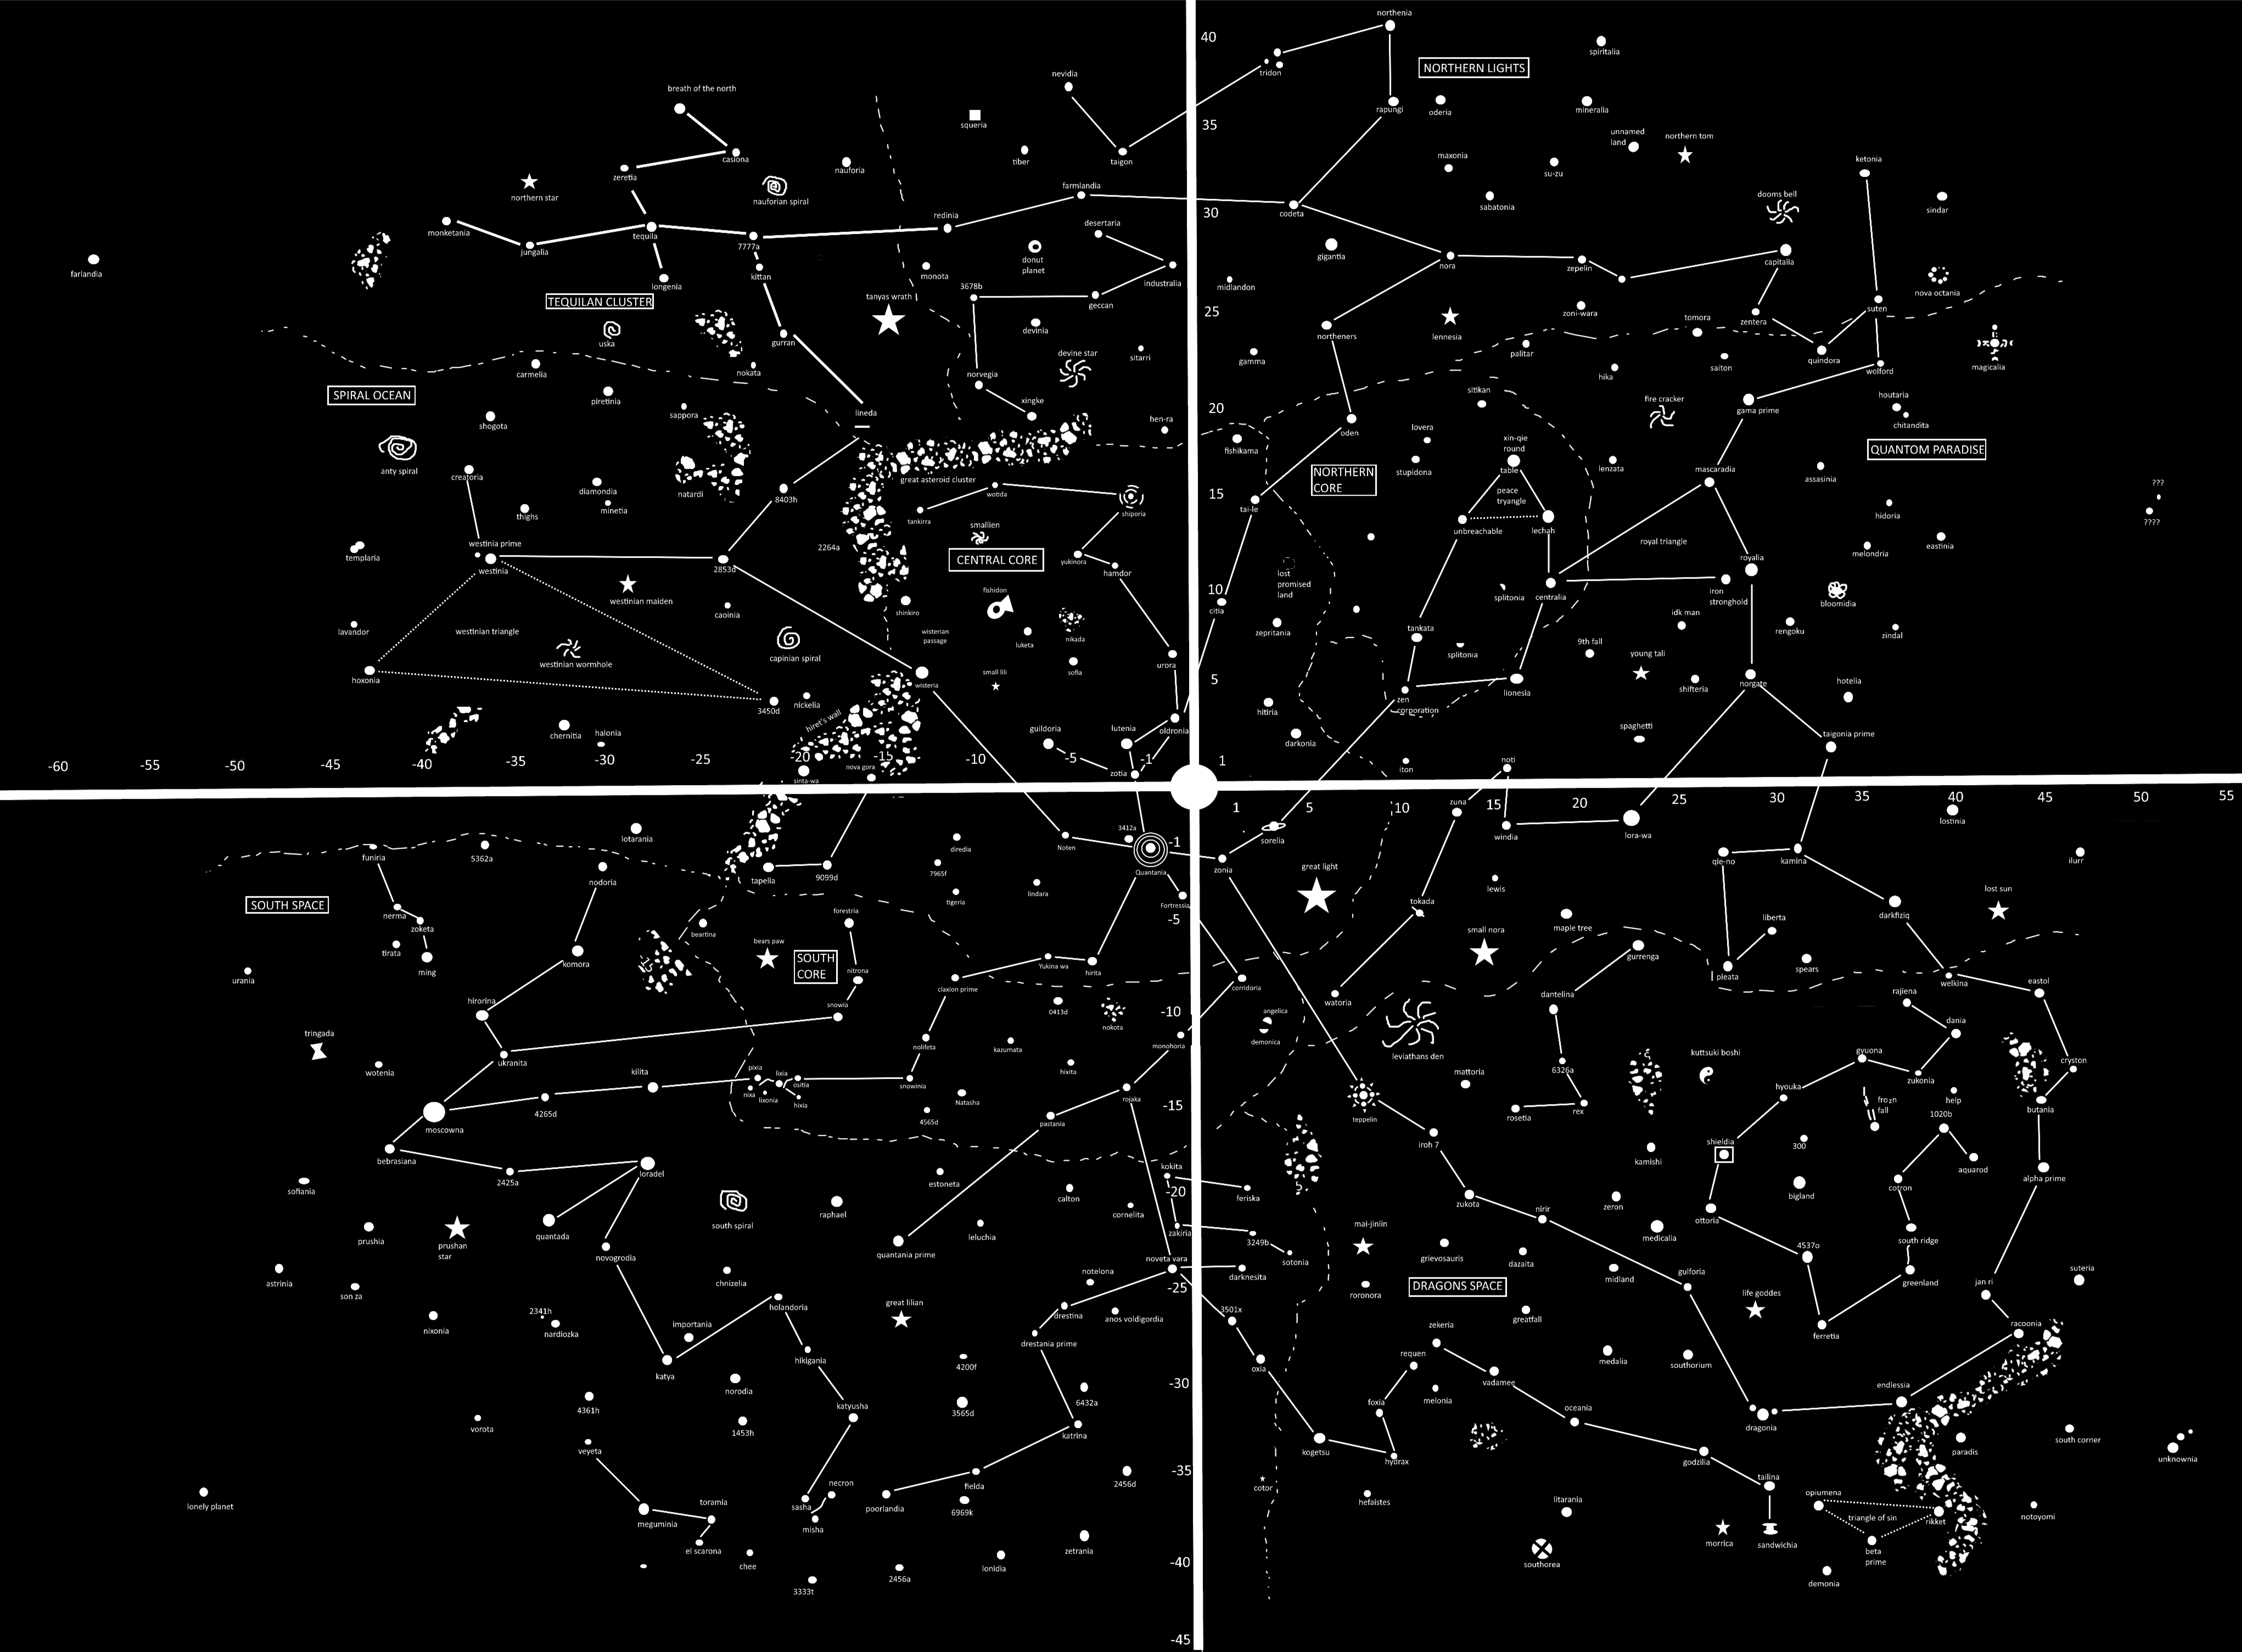 northenia
40
tridon
NORTHERN LIGHTS
spiritalia
nevidia
breath of the north
squeria
rapungi
oderia
mineralia
35
unnamed
land
northern tom
casiona
nauforia
tiber
taigon
maxonia
su-zu
ketonia
zeretia
northern star
nauforian spiral
farmlandia
sabatonia
dooms bell
sindar
monketania
tequila
7777a
redinia
desertaria
30
codeta
jungalia
donut
planet
gigantia
nora
zepelin
capitalia
farlandia
kittan
monota
industralia
midlandon
longenia
3678b
nova octania
TEQUILAN CLUSTER
tanyas wrath
geccan
25
zoni-wara
tomora
zentera
suten
uska
gurran
devinia
northeners
lennesia
palitar
carmelia
nokata
devine star
sitarri
gamma
saiton
quindora
magicalia
hika
wolford
SPIRAL OCEAN
piretinia
norvegia
sitikan
sappora
lineda
xingke
20
fire cracker
gama prime
houtaria
chitandita
shogota
hen-ra
oden
lovera
xin-qie
round
table
anty spiral
fishikama
NORTHERN
CORE
stupidona
lenzata
QUANTOM PARADISE
creatoria
natardi
8403h
great asteroid cluster
wotida
15
peace
tryangle
mascaradia
assasinia
diamondia
minetia
thighs
tankirra
shiporia
tai-le
unbreachable
lechah
hidoria
???
????
smallien
westinia prime
templaria
westinia
2853d
2264a
CENTRAL CORE
yukinora
hamdor
lost
promised
land
royal triangle
royalia
melondria
eastinia
westinian maiden
caoinia
shinkiro
fishidon
10
citia
splitonia
centralia
iron
stronghold
bloomidia
lavandor
westinian triangle
wisterian
passage
luketa
nikada
zepritania
tankata
idk man
rengoku
zindal
westinian wormhole
capinian spiral
urora
splitonia
9th fall
young tali
hoxonia
wisteria
small lili
sofia
5
lionesia
norgate
hotelia
3450d
nickelia
hiret's wall
zen
corporation
shifteria
hitiria
chernitia
halonia
guildoria
lutenia
oldronia
darkonia
spaghetti
taigonia prime
-60
-55
-50
-45
-40
-35
-30
-25
-20
-15
-10
-5
-1
1
sinta-wa
nova gora
zotia
iton
noti
1
5
10
15
20
25
30
35
40
45
50
55
zuna
lotarania
3412a
-1
sorelia
windia
lora-wa
lostinia
funiria
5362a
nodoria
tapelia
9099d
diredia
7965f
Noten
Quantania
zonia
great light
qie-no
kamina
ilurr
SOUTH SPACE
nerma
zoketa
forestria
tigeria
lindara
Fortressia
-5
tokada
lewis
maple tree
liberta
darkfiziq
lost sun
tirata
ming
komora
beartina
bears paw
SOUTH
CORE
nitrona
Yukina wa
hirita
small nora
gurrenga
pleata
spears
urania
hirorina
snowia
claxion prime
corridoria
watoria
dantelina
welkina
eastol
rajiena
0413d
nokota
-10
angelica
demonica
leviathans den
dania
tringada
ukranita
nolifeta
kazumata
monohoria
kuttsuki boshi
gyuona
cryston
wotenia
kilita
pixia
lixia
ositia
nixa
lixonia
hixia
snowinia
hixita
mattoria
6326a
hyouka
zukonia
4265d
Natasha
rojaka
-15
teppelin
rosetia
rex
frozn
fall
help
butania
moscowna
4565d
pastania
iroh 7
shieldia
300
1020b
bebrasiana
2425a
loradel
kokita
kamishi
aquarod
sofiania
estoneta
calton
-20
feriska
zukota
nirir
zeron
bigland
cotron
alpha prime
south spiral
raphael
cornelita
ottoria
prushia
prushan
star
quantada
leluchia
zakiria
mai-jinlin
medicalia
novogrodia
quantania prime
3249b
grievosauris
4537o
south ridge
noveta vara
sotonia
dazaita
astrinia
son za
chnizelia
notelona
darknesita
-25
roronora
DRAGONS SPACE
midland
gulforia
greenland
jan ri
suteria
holandoria
great lilian
drestina
anos voldigordia
3501x
greatfall
life goddes
nixonia
2341h
nardiozka
importania
drestania prime
zekeria
ferretia
racoonia
katya
hikigania
4200f
oxia
requen
medalia
southorium
norodia
-30
vadamee
melonia
endlessia
4361h
katyusha
3565d
6432a
foxia
oceania
vorota
1453h
katrina
dragonia
veyeta
kogetsu
hydrax
godzilia
paradis
south corner
unknownia
fielda
-35
cotor
tailina
lonely planet
necron
sasha
poorlandia
6969k
2456d
hefaistes
litarania
opiumena
toramia
meguminia
misha
triangle of sin
rikket
notoyomi
el scarona
zetrania
morrica
sandwichia
beta
prime
chee
lonidia
-40
southorea
3333t
2456a
demonia
-45